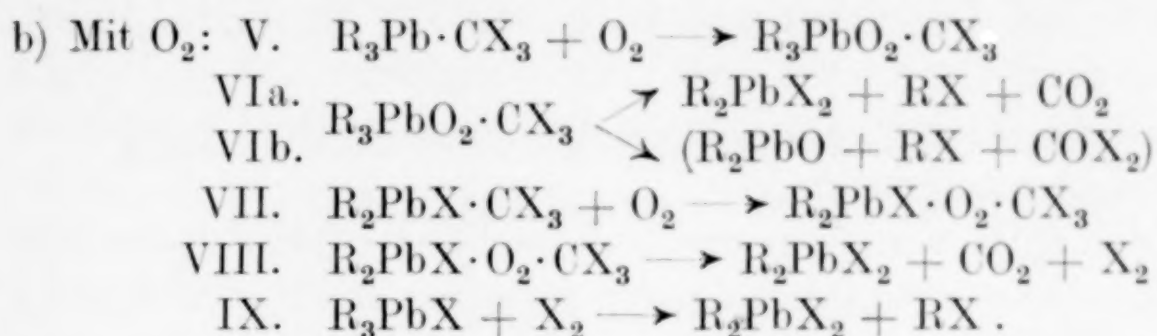 b) Mit O₂: V. R₃Pb·CX₃ + O₂ → R₃PbO₂·CX₃
VIa. R₂PbX₂ + RX + CO₂
R₃PbO₂·CX₃ ↗↘
VIb. (R₂PbO + RX + COX₂)
VII. R₂PbX·CX₃ + O₂ → R₂PbX·O₂·CX₃
VIII. R₂PbX·O₂·CX₃ → R₂PbX₂ + CO₂ + X₂
IX. R₃PbX + X₂ → R₂PbX₂ + RX .